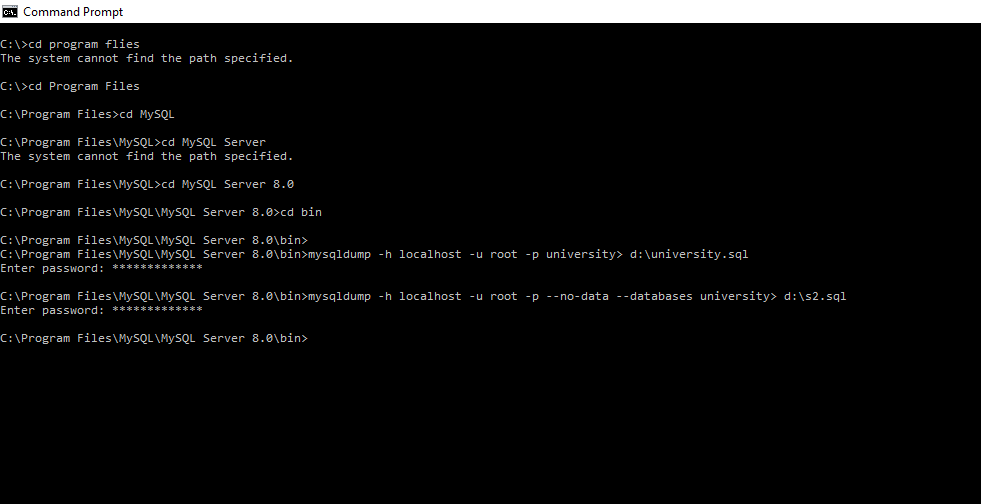 Command Prompt
C:\>cd program flies
The system cannot find the path specified.
C:\>cd Program Files
C:\Program Files>cd MySQL
C:\Program Files\MySQL>cd MySQL Server
The system cannot find the path specified.
C:\Program Files\MySQL>cd MySQL Server 8.0
C:\Program Files\MySQL\MySQL Server 8.0>cd bin
C:\Program Files\MySQL\MySQL Server 8.0\bin>
C:\Program Files\MySQL\MySQL Server 8.0\bin>mysqldump -h localhost -u root -p university> d:\university.sql
Enter password: *************
C:\Program Files\MySQL\MySQL Server 8.0\bin>mysqldump -h localhost -u root -p --no-data --databases university> d:\s2.sql
Enter password: *************
C:\Program Files\MySQL\MySQL Server 8.0\bin>